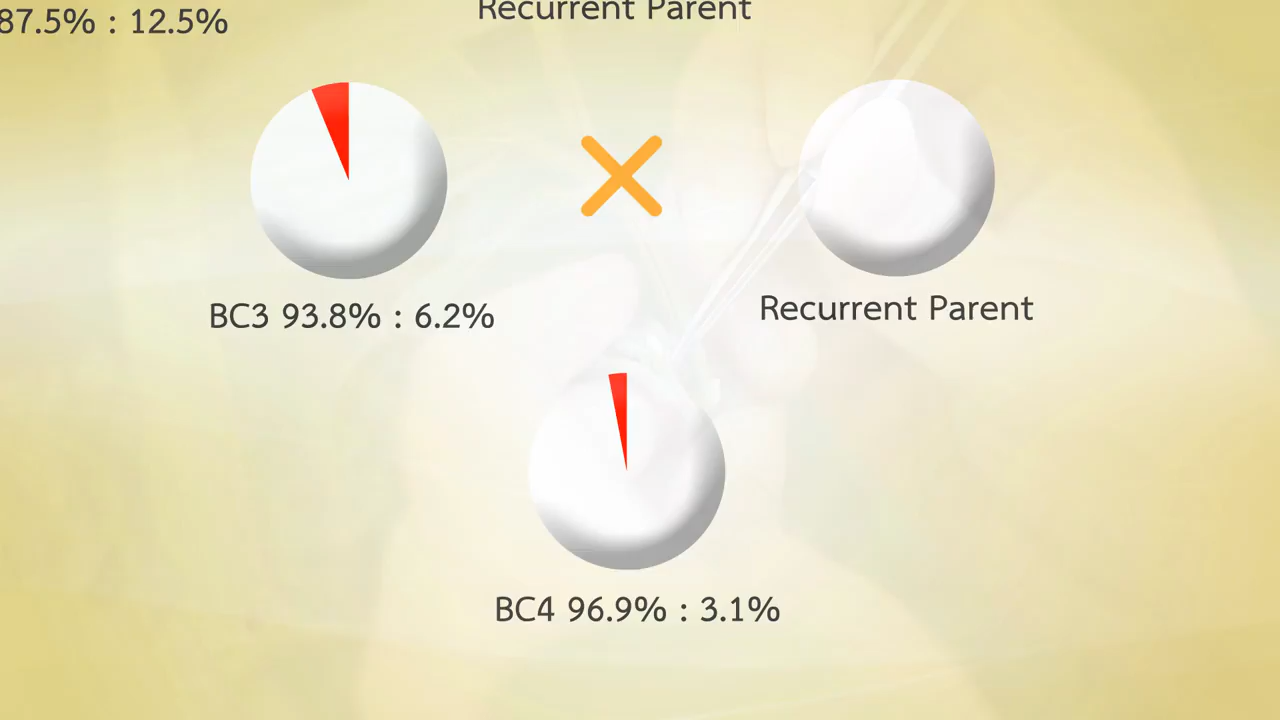 Recurrent Parent
87.5% : 12.5%
BC3 93.8% : 6.2%
Recurrent Parent
BC4 96.9% : 3.1%